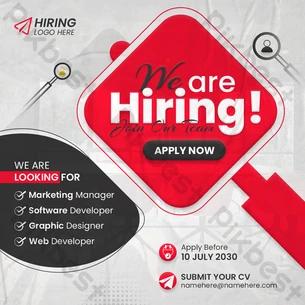 HIRING
LOGO HERE
We are
Hiring!
Join Our Team
APPLY NOW
WE ARE
LOOKING FOR
Marketing Manager
Software Developer
Graphic Designer
Web Developer
Apply Before
10 JULY 2030
SUBMIT YOUR CV
namehere@namehere.com
pixbest